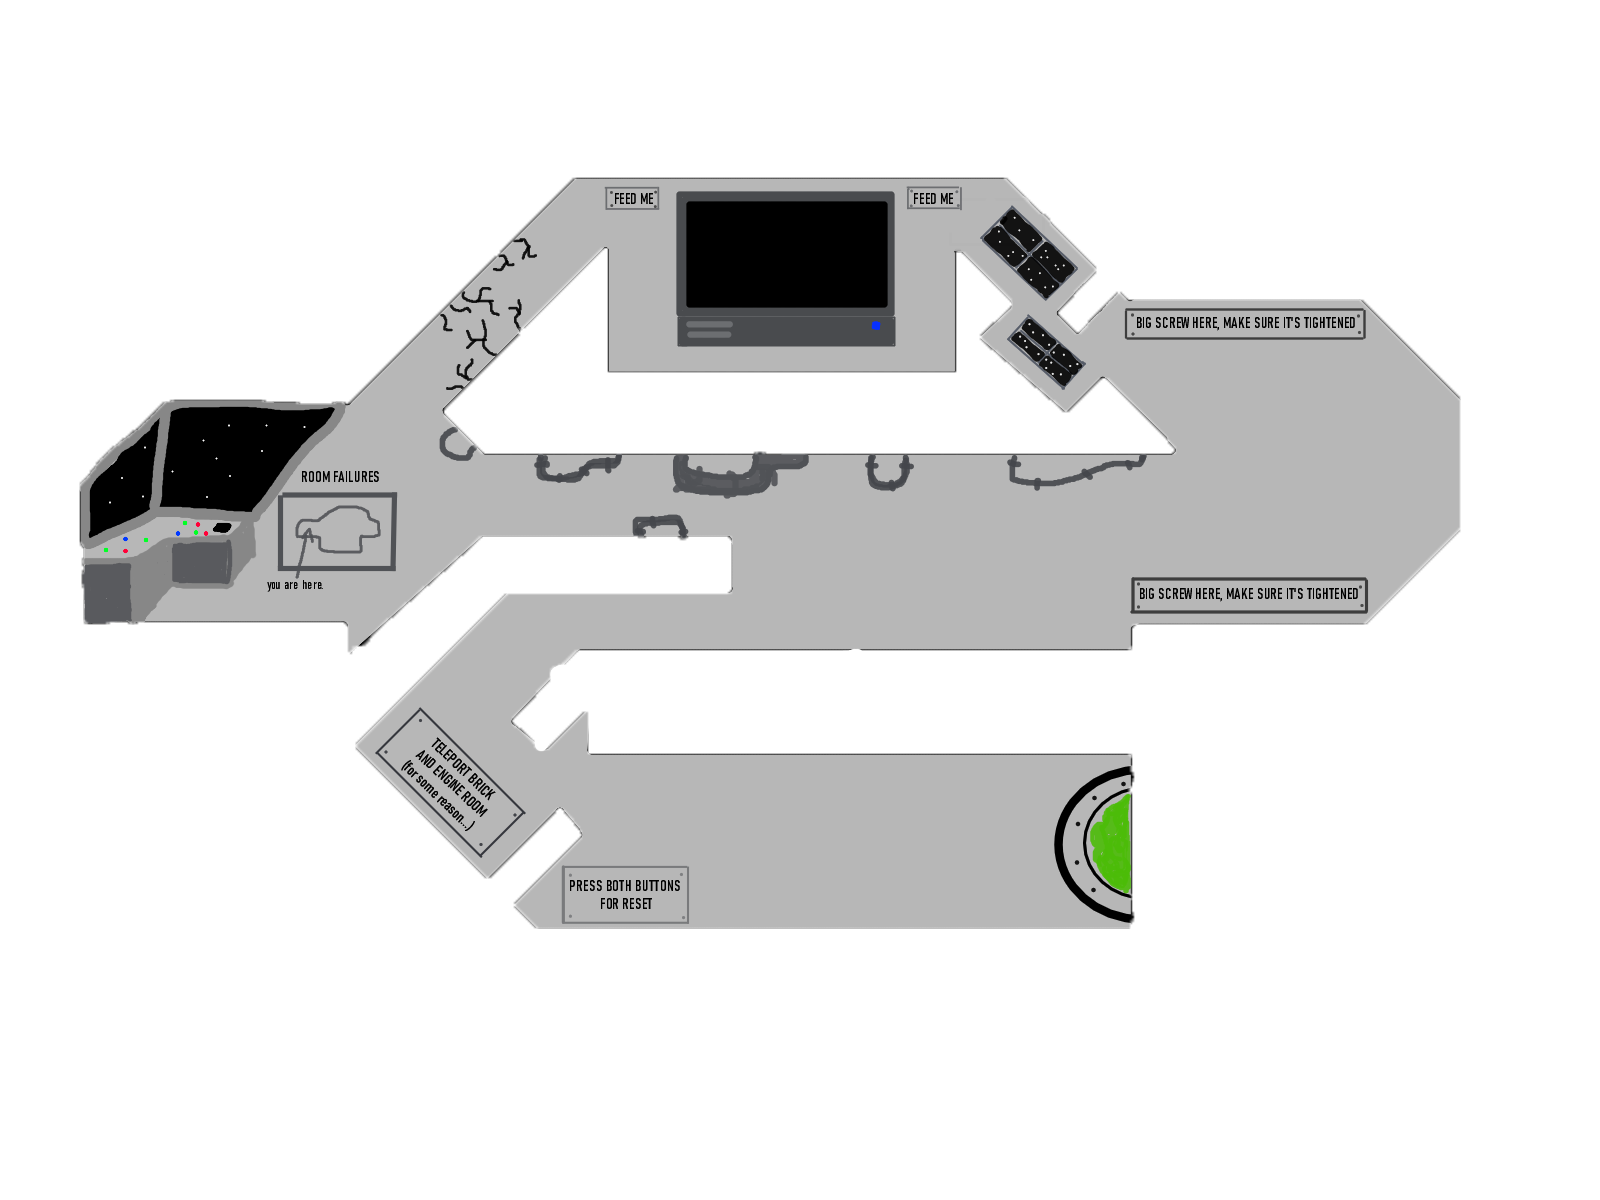 FEED ME
FEED ME
BIG SCREW HERE, MAKE SURE IT'S TIGHTENED
ROOM FAILURES
you are here.
BIG SCREW HERE, MAKE SURE IT'S TIGHTENED
TELEPORT BRICK
AND ENGINE ROOM
(for some reason...)
PRESS BOTH BUTTONS
FOR RESET